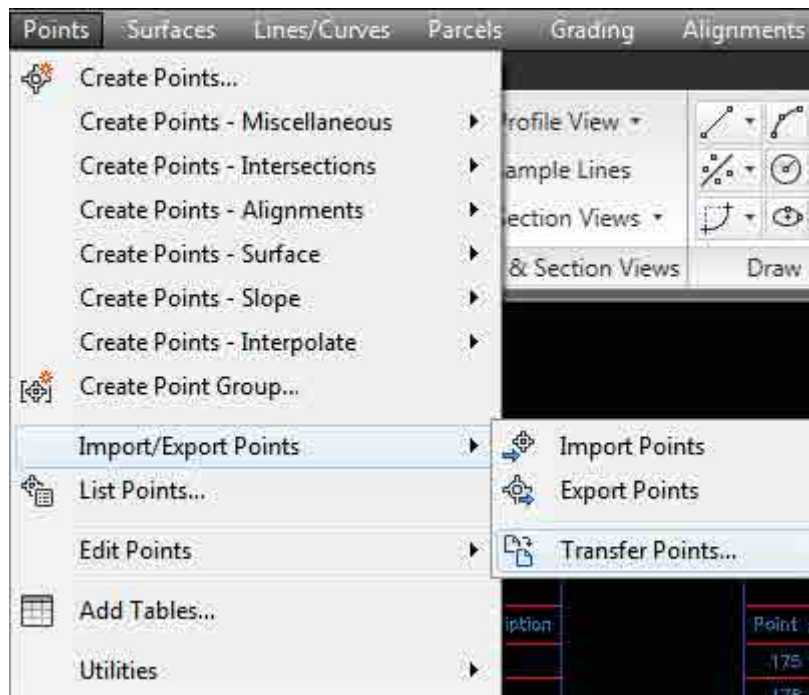 Points Surfaces Lines/Curves Parcels Grading Alignments
Create Points...
Create Points - Miscellaneous
Create Points - Intersections
Create Points - Alignments
Create Points - Surface
Create Points - Slope
Create Points - Interpolate
Create Point Group...
Import/Export Points
List Points...
Edit Points
Add Tables...
Utilities
rofile View
ample Lines
ection Views
& Section Views
Draw
Import Points
Export Points
Transfer Points...
iption
Point
175